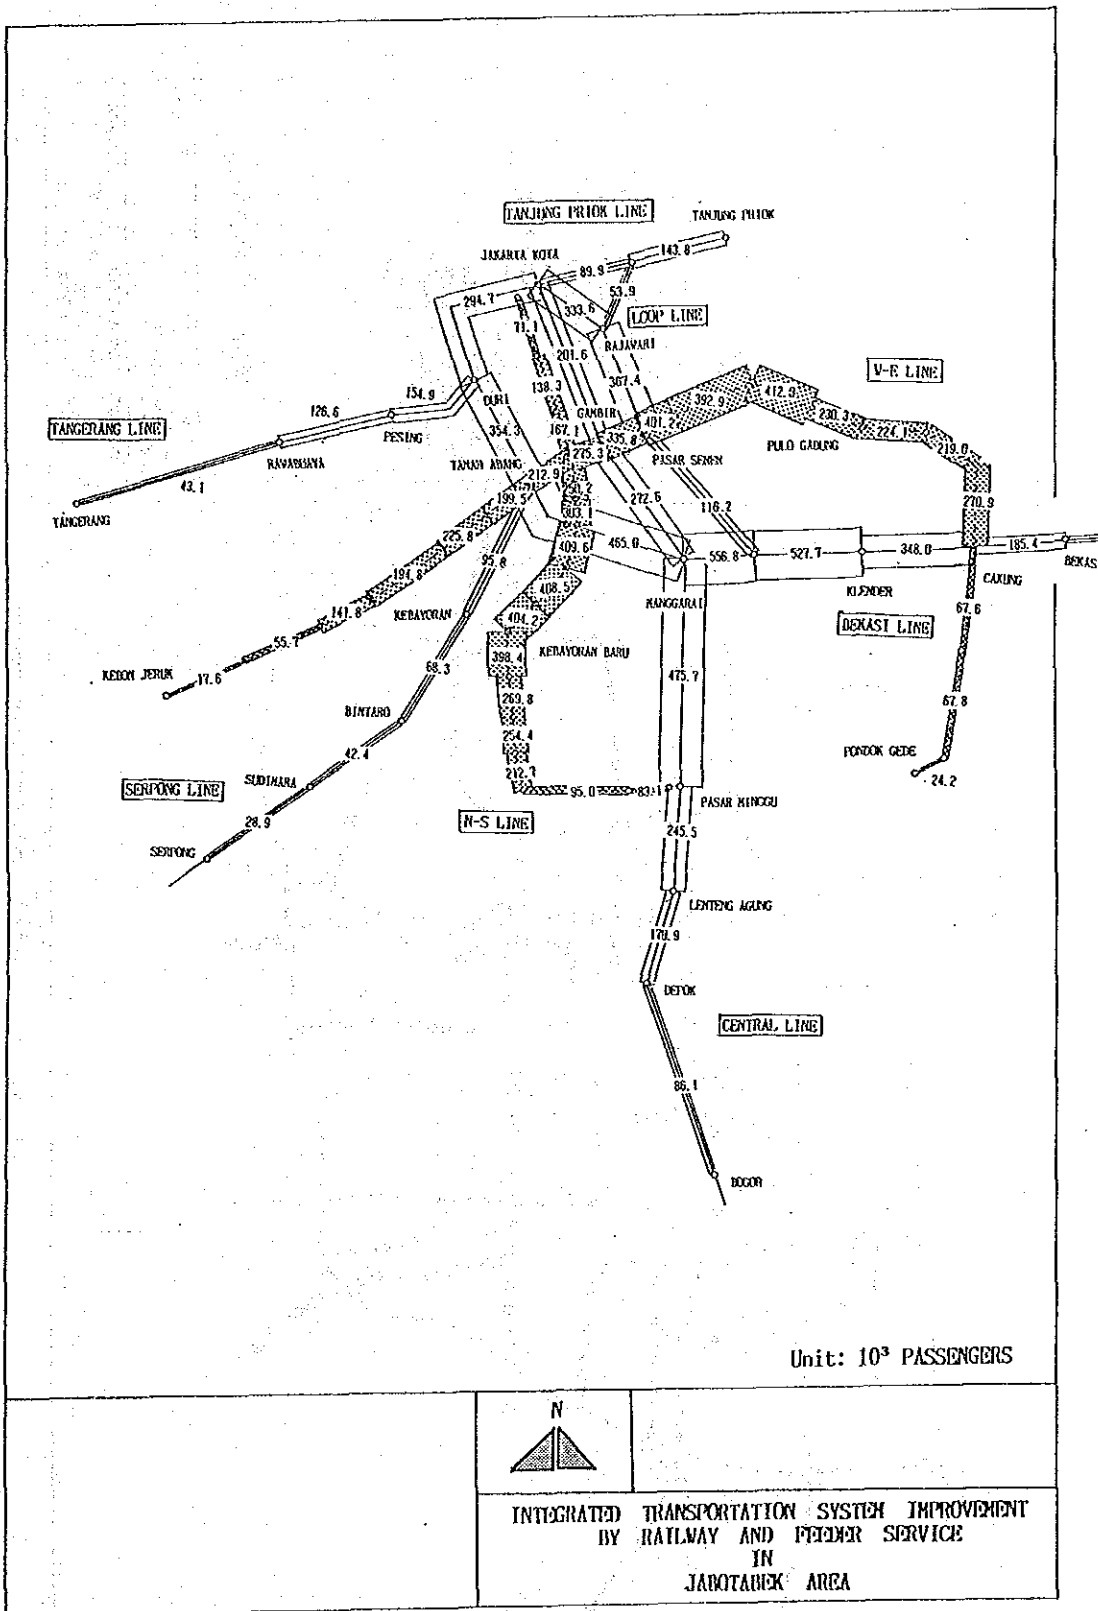 TANJUNG PRIOK LINE
TANJUNG PRIOK
JAKARTA KOTA
143.8
89.9
294.7
53.9
333.6
71.1
LOOP LINE
RAJAWARI
201.6
W-E LINE
138.3
367.4
412.9
392.9
154.9
DURI
126.6
GAMBIR
230.3
401.2
PESING
TANGERANG LINE
354.3
167.1
335.8
224.1
PULO GADUNG
219.0
RAWABUAYA
TANAH ABANG
275.3
PASAR SENEN
212.9
43.1
199.5
272.6
270.9
TANGERANG
303.1
116.2
225.8
465.0
409.6
556.8
527.7
348.0
185.4
BEKAS
95.8
194.8
408.5
MANGGARAI
KLENDER
CAKUNG
141.8
KEBAYORAN
404.2
DEKASI LINE
67.6
55.7
398.4
KEBAYORAN BARU
KEBON JERUK
17.6
68.3
475.7
269.8
67.8
BINTARO
254.4
42.4
PONDOK GEDE
SUDIMARA
212.7
24.2
SERPONG LINE
95.0
83.1
PASAR MINGGU
28.9
N-S LINE
245.5
SERPONG
LENTENG AGUNG
170.9
DEPOK
CENTRAL LINE
86.1
BOGOR
Unit: 10³ PASSENGERS
N
INTEGRATED TRANSPORTATION SYSTEM IMPROVEMENT
BY RAILWAY AND FEEDER SERVICE
IN
JABOTABEK AREA